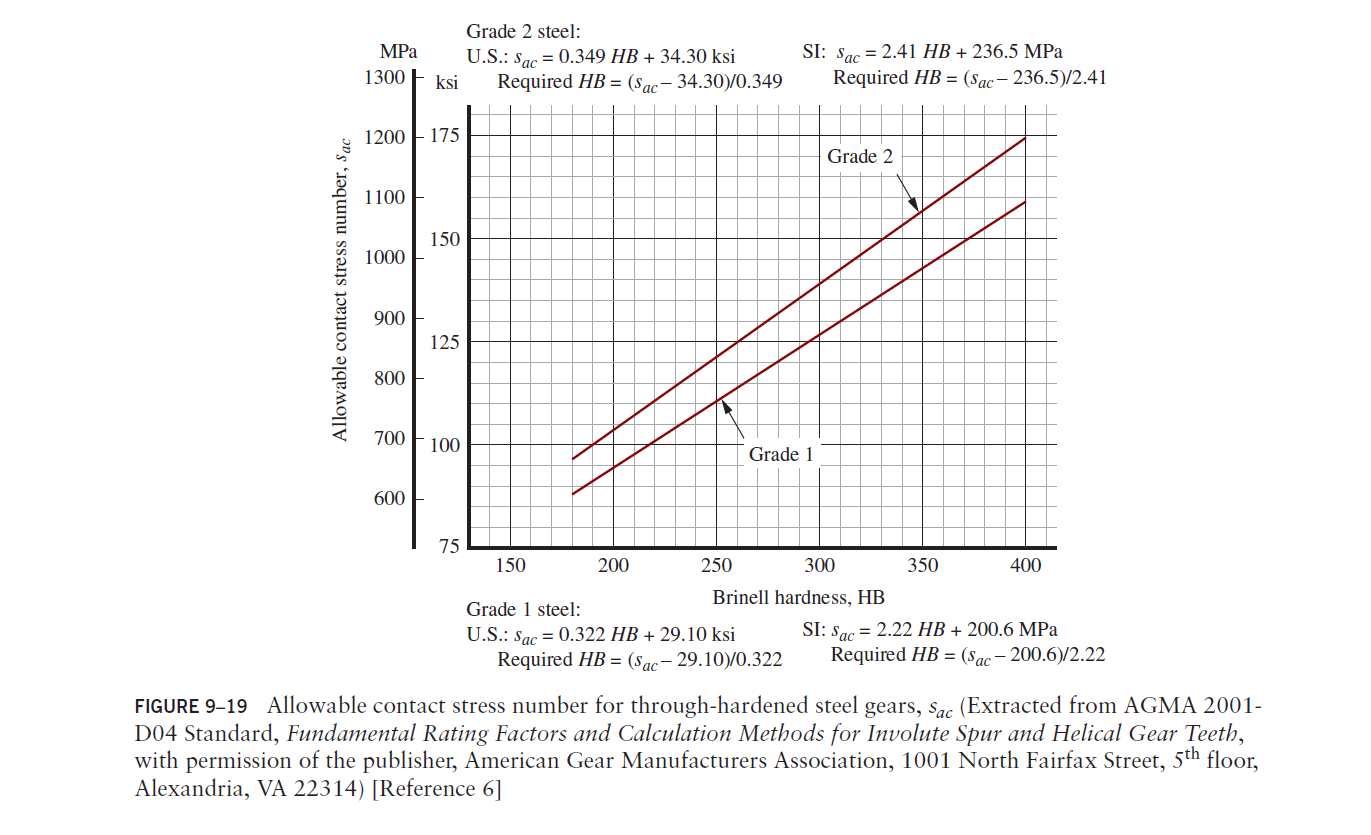 Grade 2 steel:
U.S.: sac = 0.349 HB + 34.30 ksi
Required HB = (sac – 34.30)/0.349
SI: sac = 2.41 HB + 236.5 MPa
Required HB = (sac – 236.5)/2.41
MPa
1300
1200
1100
1000
900
800
700
600
ksi
175
150
125
100
75
Allowable contact stress number, sac
Grade 2
Grade 1
150 200 250 300 350 400
Brinell hardness, HB
Grade 1 steel:
U.S.: sac = 0.322 HB + 29.10 ksi
Required HB = (sac – 29.10)/0.322
SI: sac = 2.22 HB + 200.6 MPa
Required HB = (sac – 200.6)/2.22
FIGURE 9–19 Allowable contact stress number for through-hardened steel gears, sac (Extracted from AGMA 2001-
D04 Standard, Fundamental Rating Factors and Calculation Methods for Involute Spur and Helical Gear Teeth,
with permission of the publisher, American Gear Manufacturers Association, 1001 North Fairfax Street, 5th floor,
Alexandria, VA 22314) [Reference 6]